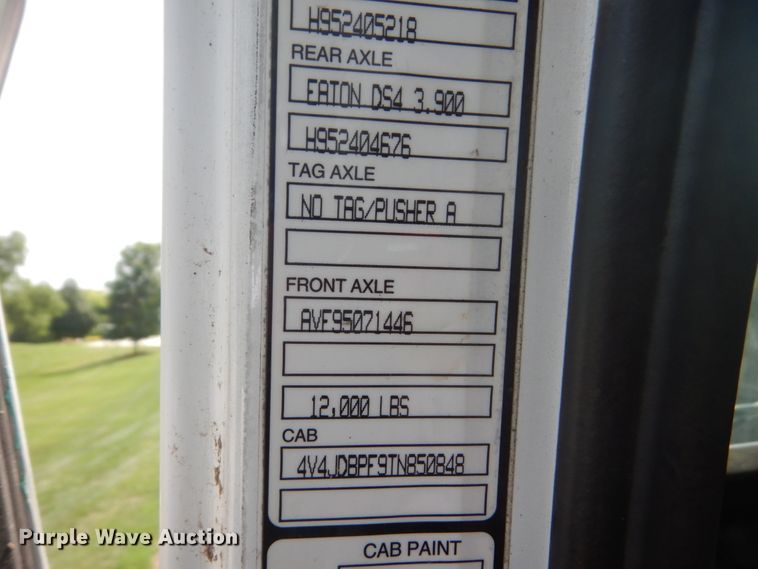 H952405218
REAR AXLE
EATON DS4 3.900
H952404676
TAG AXLE
NO TAG/PUSHER A
FRONT AXLE
AVF95071446
12,000 LBS
CAB
4V4JDBPF9TN850848
CAB PAINT
Purple Wave Auction